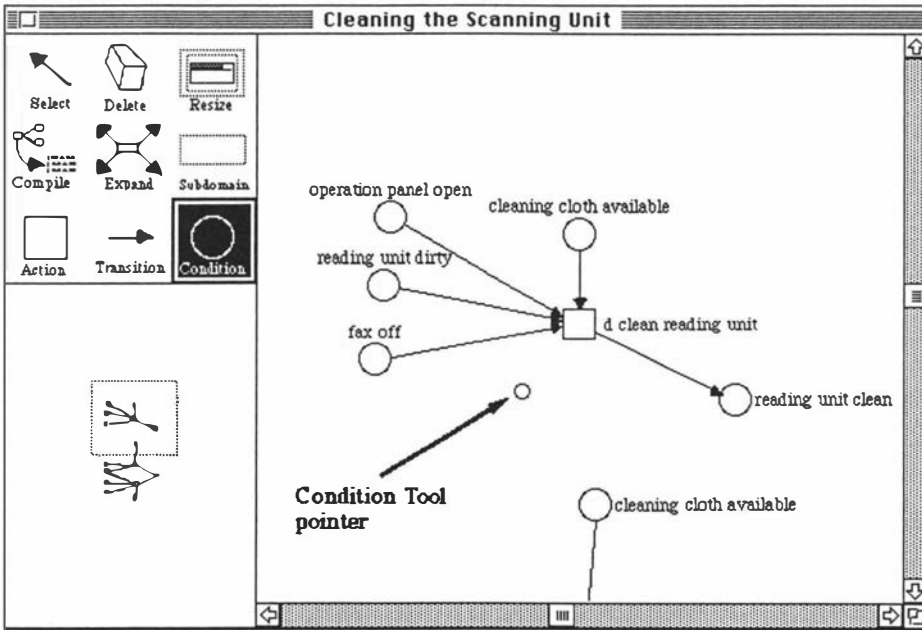 Cleaning the Scanning Unit
Select
Delete
Resize
Compile
Expand
Subdomain
Action
Transition
Condition
operation panel open
cleaning cloth available
reading unit dirty
fax off
d clean reading unit
reading unit clean
Condition Tool
pointer
cleaning cloth available